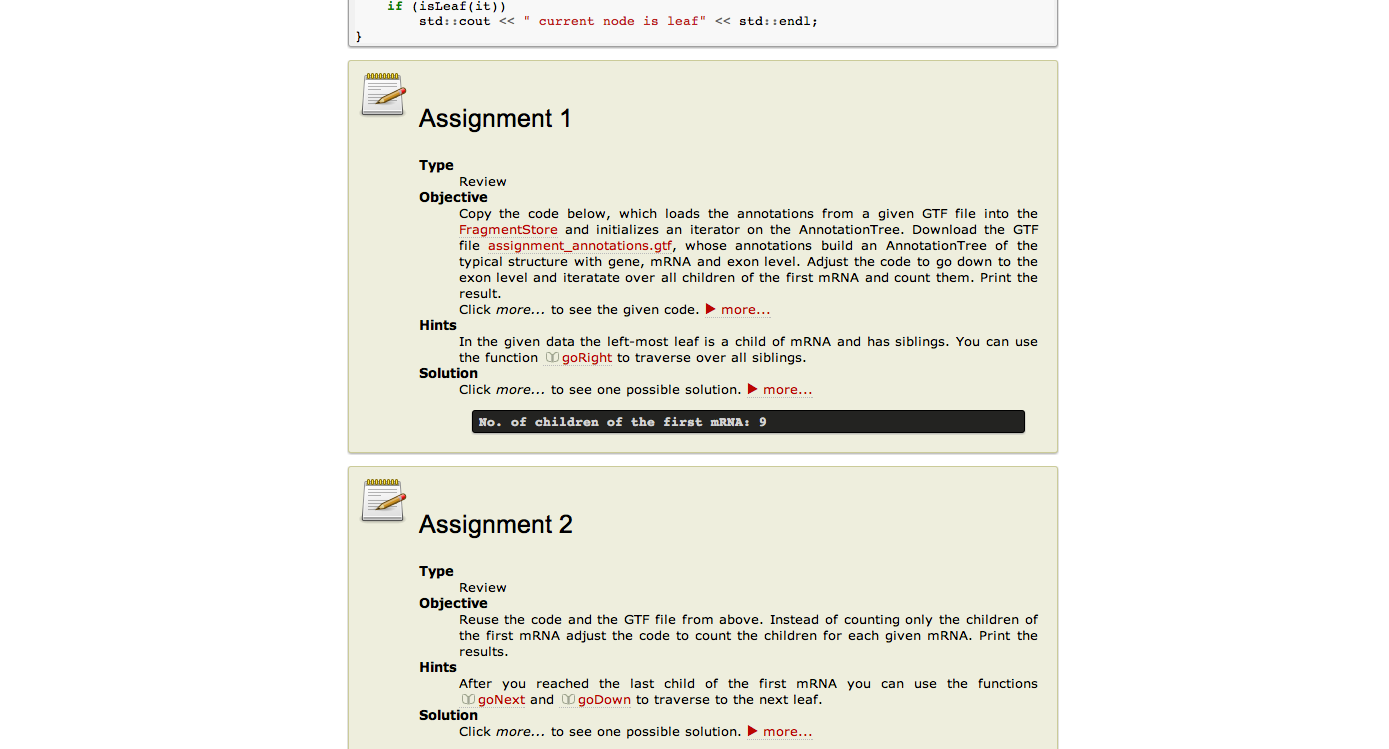 if (isLeaf(it))
std::cout << " current node is leaf" << std::endl;
}
Assignment 1
Type
Review
Objective
Copy the code below, which loads the annotations from a given GTF file into the
FragmentStore and initializes an iterator on the AnnotationTree. Download the GTF
file assignment_annotations.gtf, whose annotations build an AnnotationTree of the
typical structure with gene, mRNA and exon level. Adjust the code to go down to the
exon level and iteratate over all children of the first mRNA and count them. Print the
result.
Click more... to see the given code. ▶ more...
Hints
In the given data the left-most leaf is a child of mRNA and has siblings. You can use
the function goRight to traverse over all siblings.
Solution
Click more... to see one possible solution. ▶ more...
No. of children of the first mRNA: 9
Assignment 2
Type
Review
Objective
Reuse the code and the GTF file from above. Instead of counting only the children of
the first mRNA adjust the code to count the children for each given mRNA. Print the
results.
Hints
After you reached the last child of the first mRNA you can use the functions
goNext and goDown to traverse to the next leaf.
Solution
Click more... to see one possible solution. ▶ more...